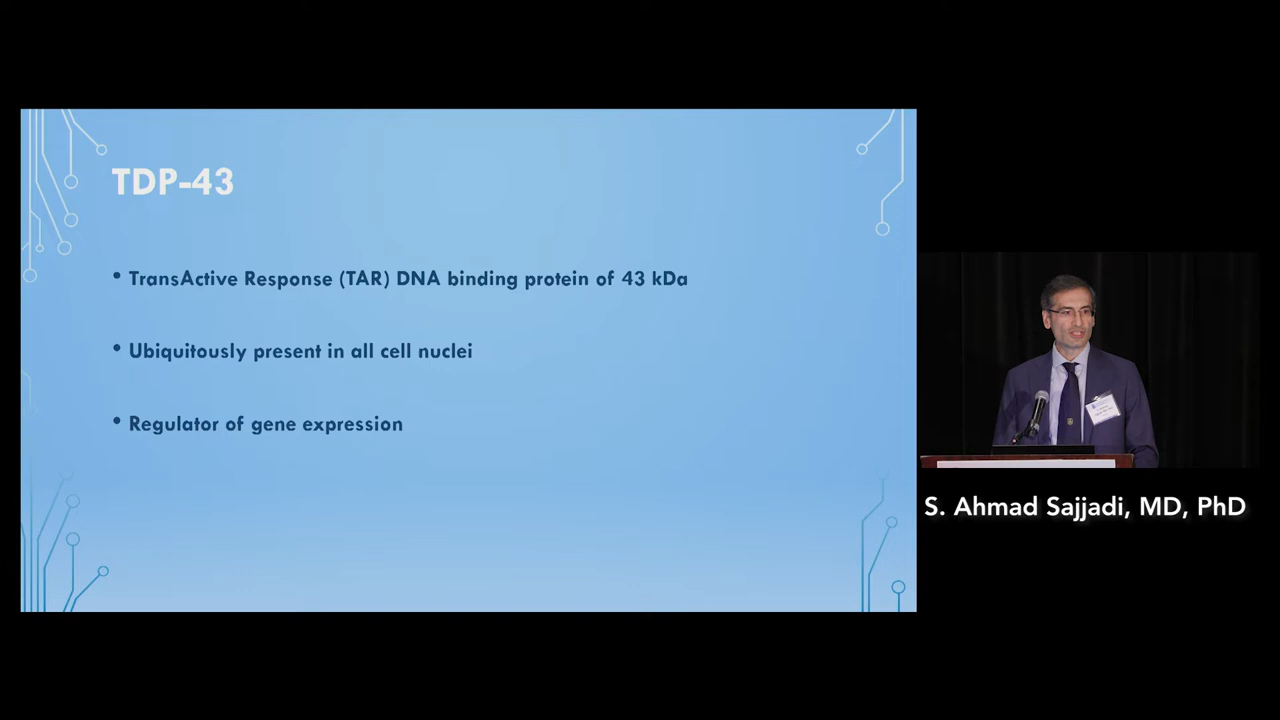 TDP-43
• TransActive Response (TAR) DNA binding protein of 43 kDa
• Ubiquitously present in all cell nuclei
• Regulator of gene expression
S. Ahmad Sajjadi, MD, PhD